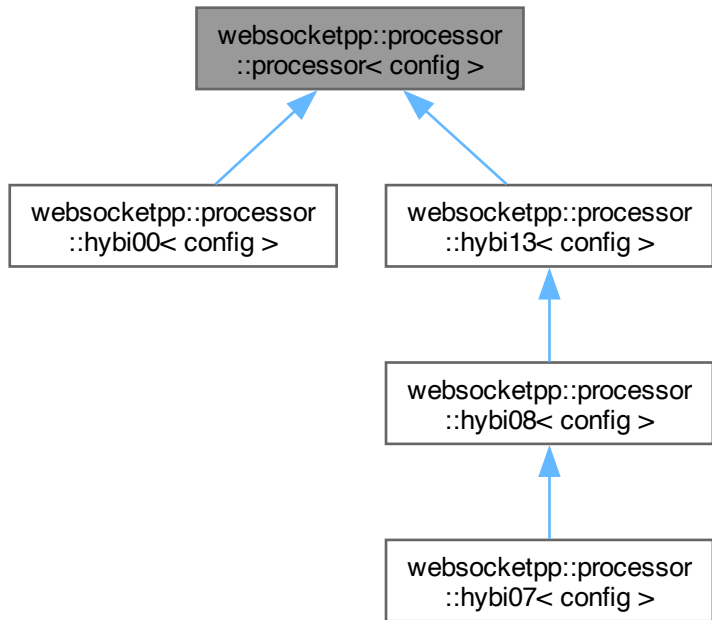 websocketpp::processor
::processor< config >
websocketpp::processor
::hybi00< config >
websocketpp::processor
::hybi13< config >
websocketpp::processor
::hybi08< config >
websocketpp::processor
::hybi07< config >